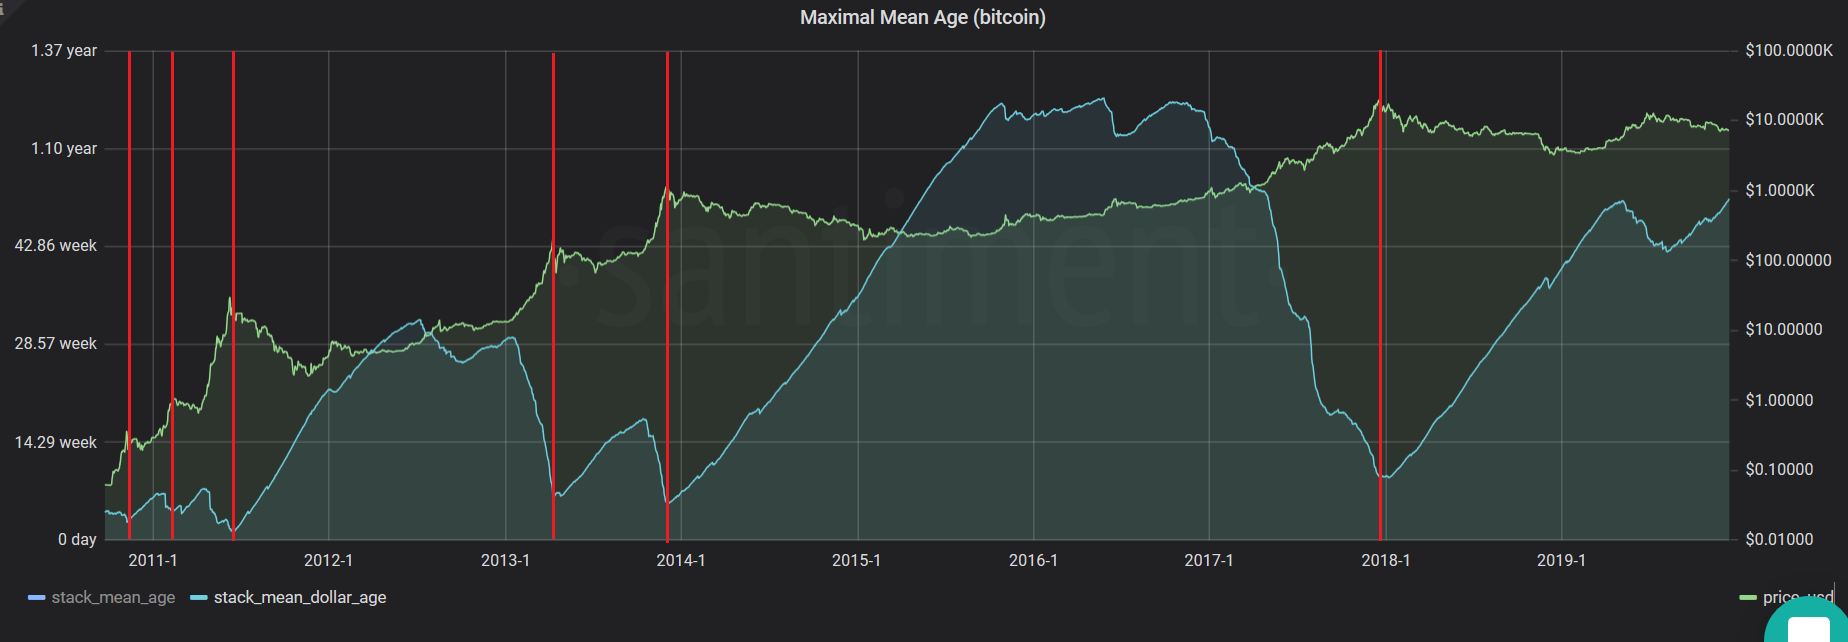 Maximal Mean Age (bitcoin)
1.37 year
1.10 year
42.86 week
28.57 week
14.29 week
0 day
$100.0000K
$10.0000K
$1.0000K
$100.00000
$10.00000
$1.00000
$0.10000
$0.01000
2011-1 2012-1 2013-1 2014-1 2015-1 2016-1 2017-1 2018-1 2019-1
·santiment·
stack_mean_age stack_mean_dollar_age price_usd